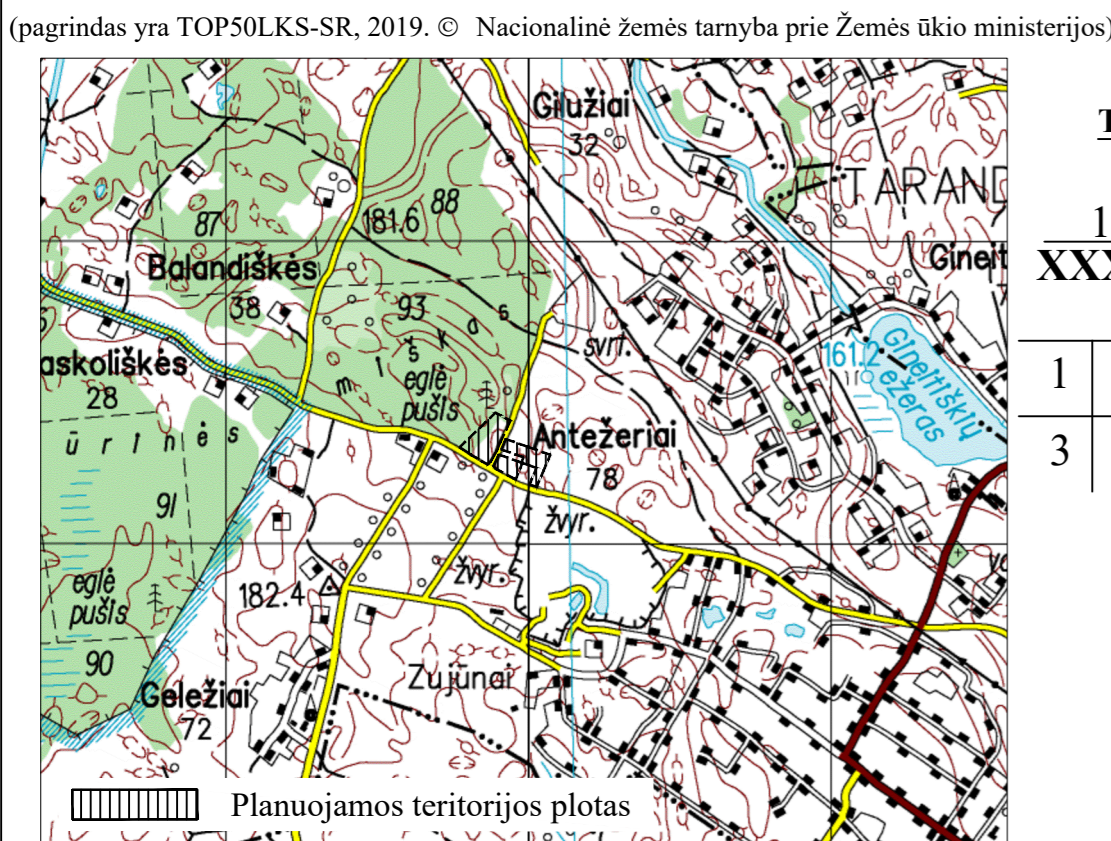 (pagrindas yra TOP50LKS-SR, 2019. © Nacionalinė žemės tarnyba prie Žemės ūkio ministerijos)
Gilužiai
32
TARAND
88
87
181.6
Balandiškės
38
93
Gineit
XXX
1
m i š k a s
svrt.
161.2
Gineitiškių
ežeras
askoliškės
28
eglė
pušis
1
3
ū r i n ė s
Antežeriai
78
91
žvyr.
eglė
pušis
182.4
žvyr.
90
Zujūnai
Geležiai
72
Planuojamos teritorijos plotas